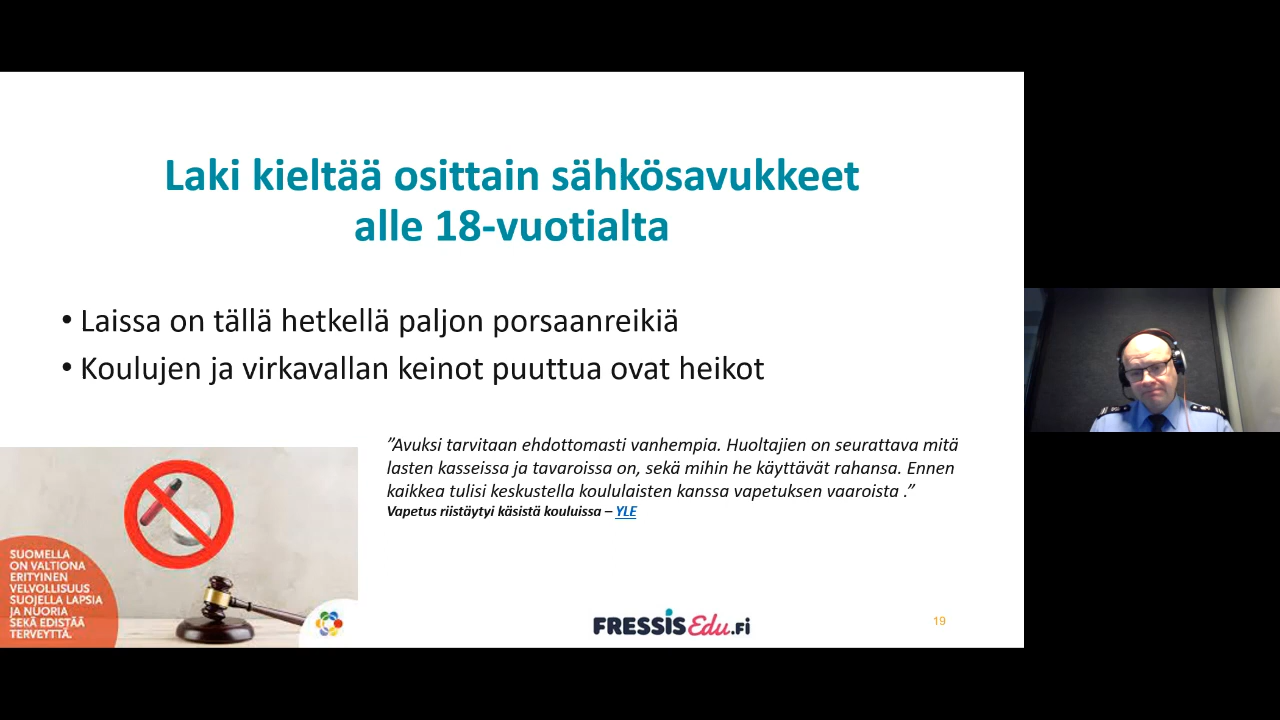 Laki kieltää osittain sähkösavukkeet
alle 18-vuotialta
• Laissa on tällä hetkellä paljon porsaanreikiä
• Koulujen ja virkavallan keinot puuttua ovat heikot
”Avuksi tarvitaan ehdottomasti vanhempia. Huoltajien on seurattava mitä
lasten kasseissa ja tavaroissa on, sekä mihin he käyttävät rahansa. Ennen
kaikkea tulisi keskustella koululaisten kanssa vapetuksen vaaroista .”
Vapetus riistäytyi käsistä kouluissa – YLE
SUOMELLA
ON VALTIONA
ERITYINEN
VELVOLLISUUS
SUOJELLA LAPSIA
JA NUORIA
SEKÄ EDISTÄÄ
TERVEYTTÄ.
FRESSIS Edu.Fi
19